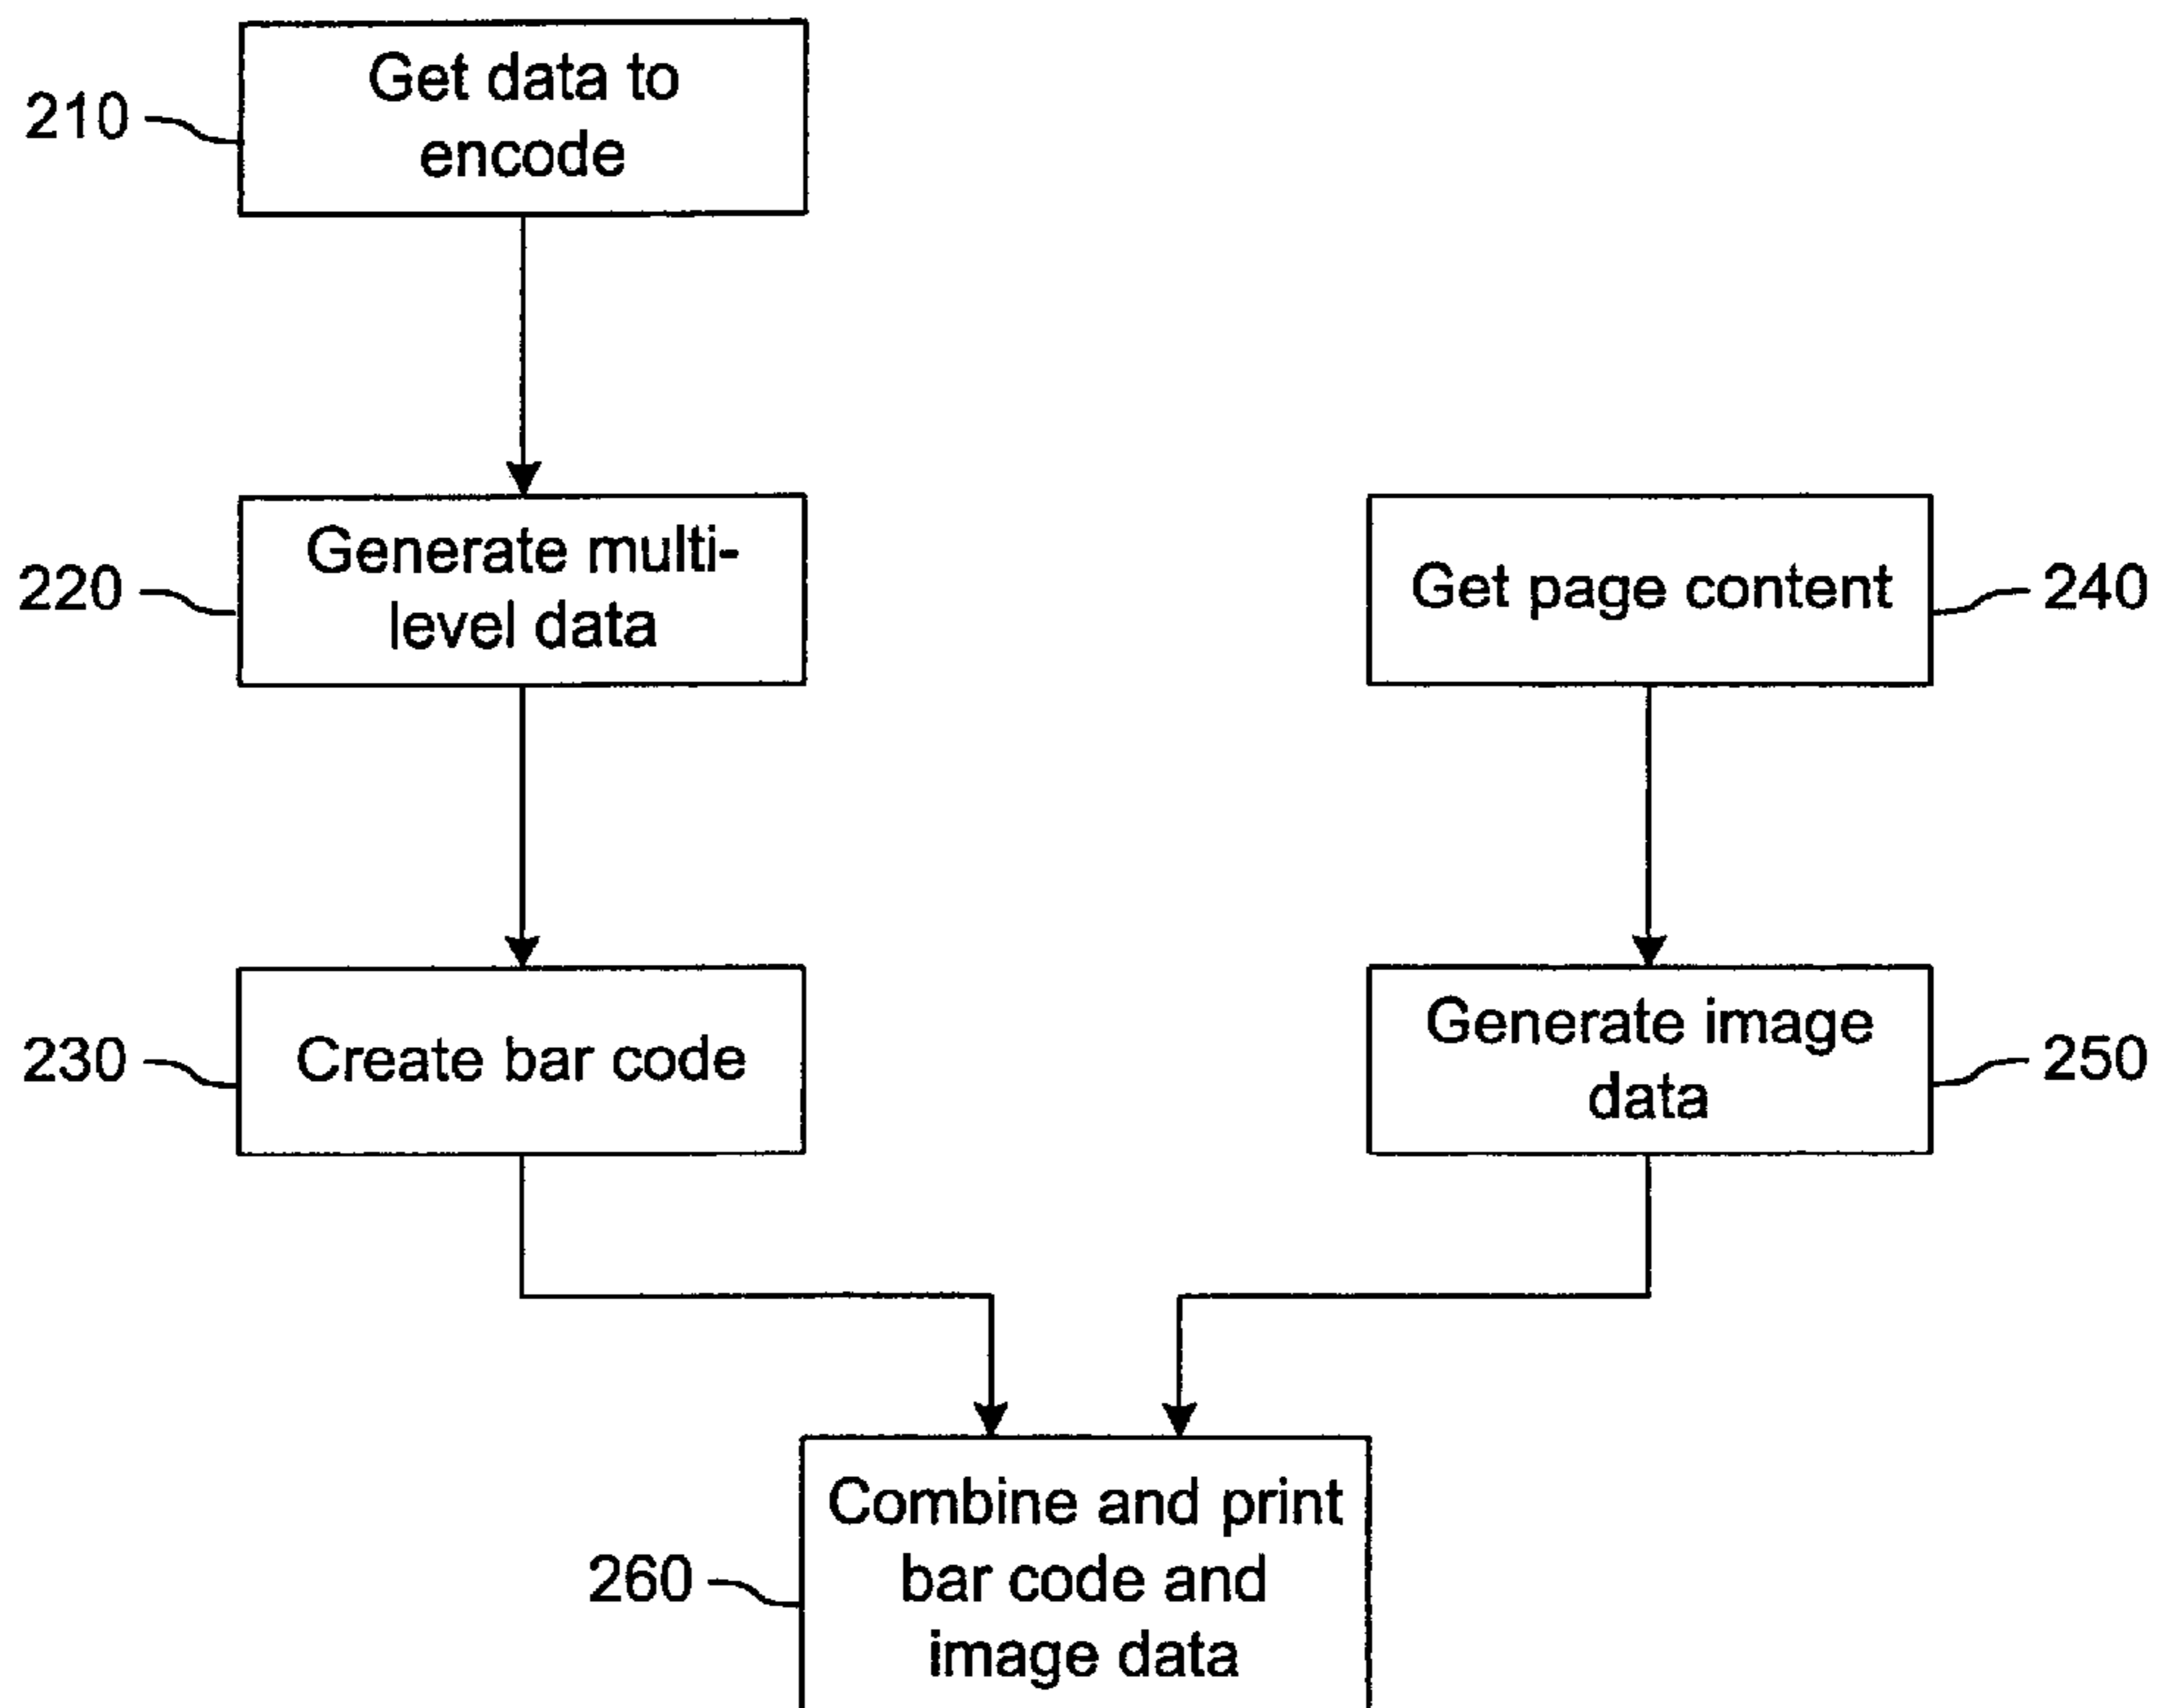 210
Get data to
encode
220
Generate multi-
level data
Get page content
240
230
Create bar code
Generate image
data
250
260
Combine and print
bar code and
image data